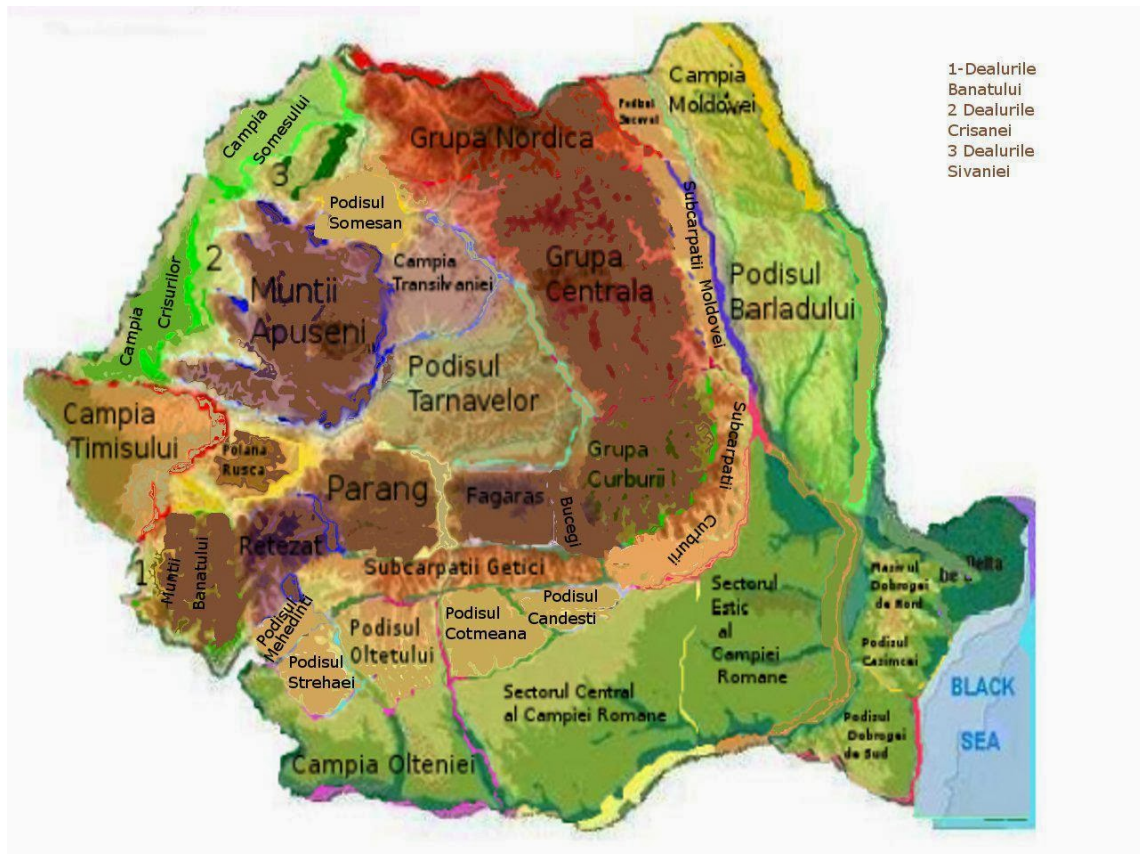 1-Dealurile
Banatului
2 Dealurile
Crisanei
3 Dealurile
Sivaniei
Campia
Moldovei
Podisul
Sucevei
Campia
Somesului
Grupa Nordica
3
Podisul
Somesan
Subcarpatii
Moldovei
2
Campia
Transilvaniei
Grupa
Centrala
Podisul
Barladului
Muntii
Apuseni
Campia
Crisurilor
Podisul
Tarnavelor
Campia
Timisului
Poiana
Rusca
Grupa
Curburii
Subcarpatii
Curburii
Parang
Fagaras
Bucegi
Retezat
1
Muntii
Banatului
Subcarpatii Getici
Podisul
Mehedinti
Podisul
Strehaei
Podisul
Oltetului
Podisul
Cotmeana
Podisul
Candesti
Sectorul
Estic
al
Campiei
Romane
Masivul
Dobrogei
de Nord
Delta
Podisul
Cazimcei
Podisul
Dobrogei
de Sud
Sectorul Central
al Campiei Romane
Campia Olteniei
BLACK
SEA